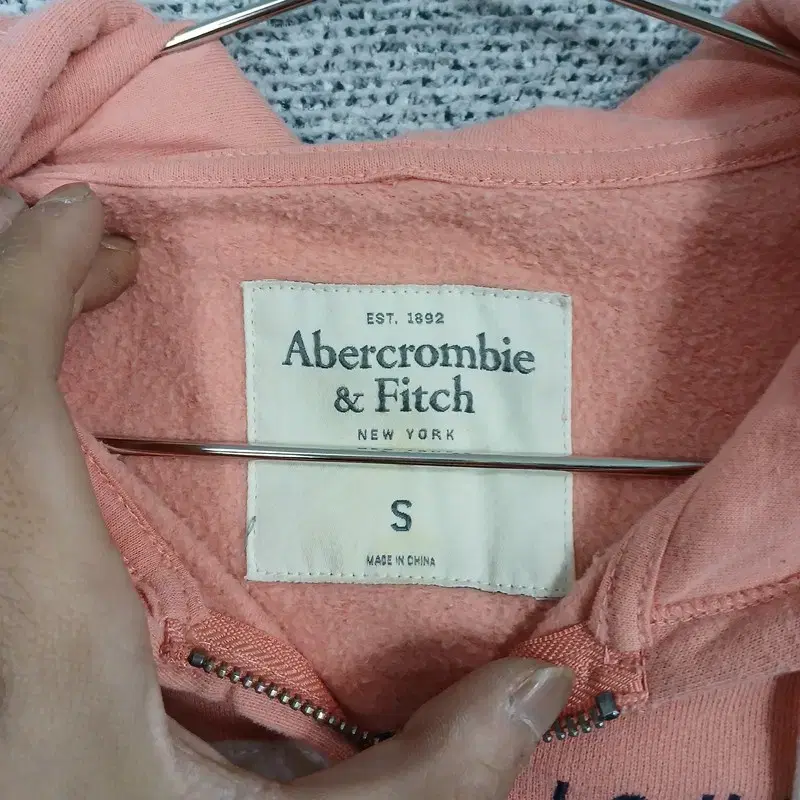 EST. 1892
Abercrombie
& Fitch
NEW YORK
S
MADE IN CHINA